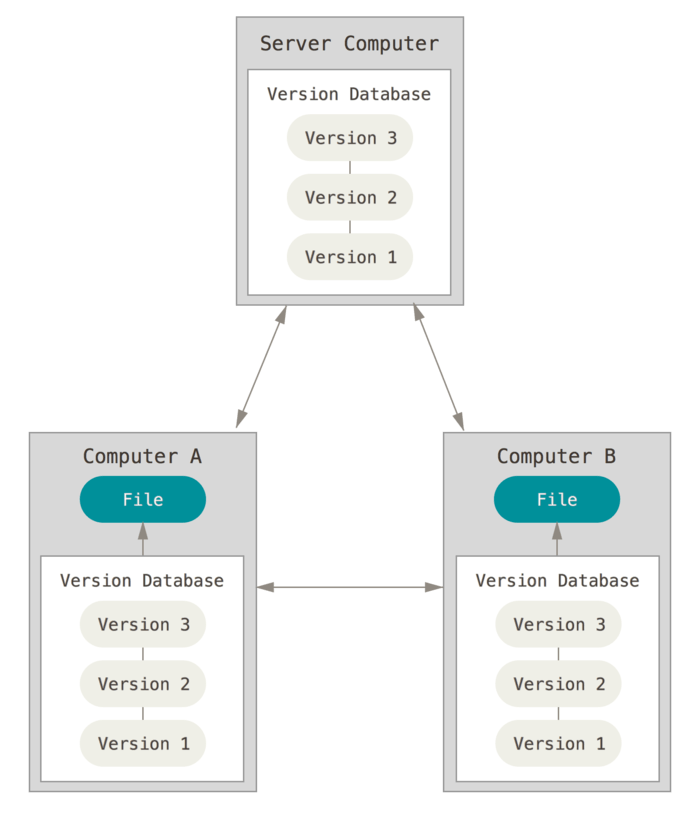 Server Computer
Version Database
Version 3
Version 2
Version 1
Computer A
File
Version Database
Version 3
Version 2
Version 1
Computer B
File
Version Database
Version 3
Version 2
Version 1